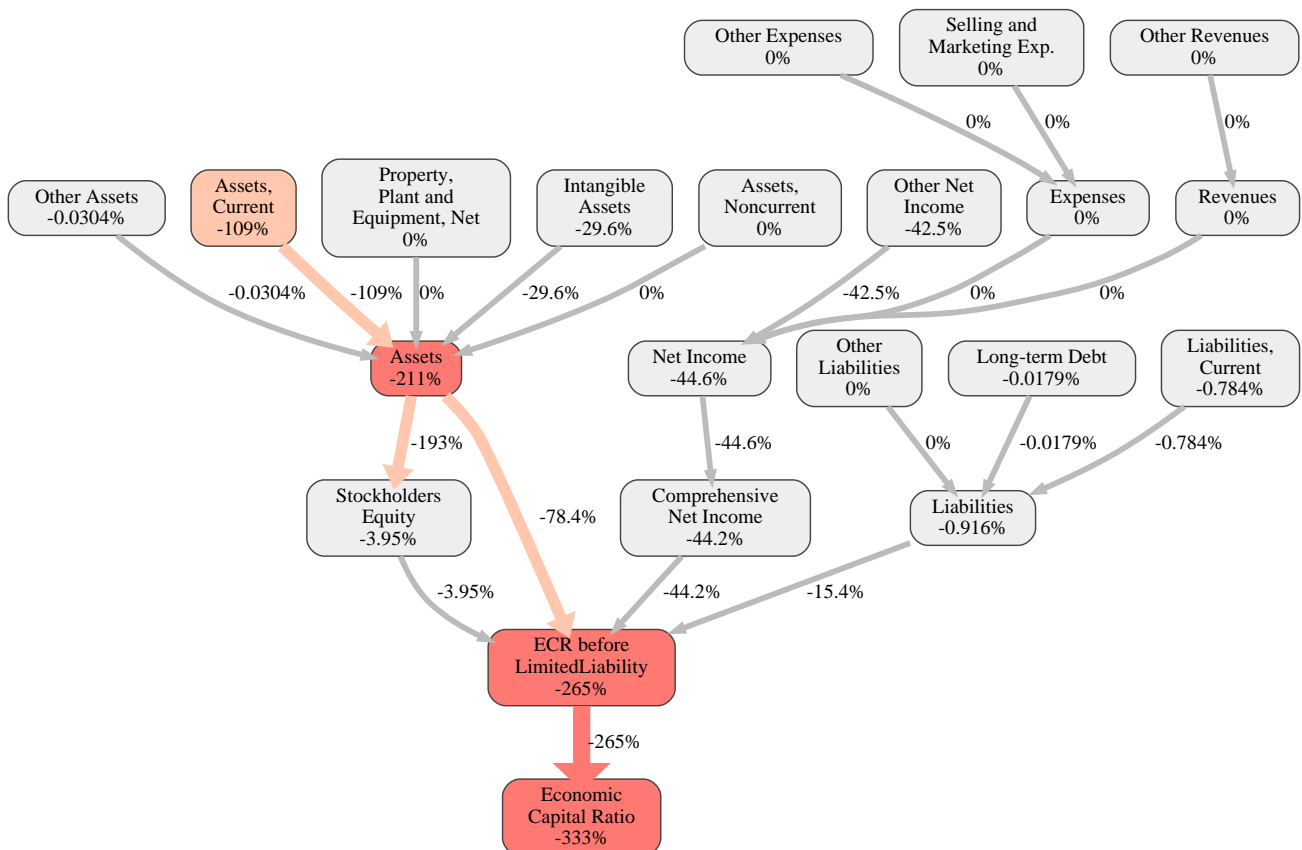 Other Expenses
0%
Selling and
Marketing Exp.
0%
Other Revenues
0%
0%
0%
0%
Other Assets
-0.0304%
Assets,
Current
-109%
Property,
Plant and
Equipment, Net
0%
Intangible
Assets
-29.6%
Assets,
Noncurrent
0%
Other Net
Income
-42.5%
Expenses
0%
Revenues
0%
-0.0304%
-109%
0%
-29.6%
0%
-42.5%
0%
0%
Assets
-211%
Net Income
-44.6%
Other
Liabilities
0%
Long-term Debt
-0.0179%
Liabilities,
Current
-0.784%
-193%
-44.6%
0%
-0.0179%
-0.784%
Stockholders
Equity
-3.95%
-78.4%
Comprehensive
Net Income
-44.2%
Liabilities
-0.916%
-3.95%
-44.2%
-15.4%
ECR before
LimitedLiability
-265%
-265%
Economic
Capital Ratio
-333%